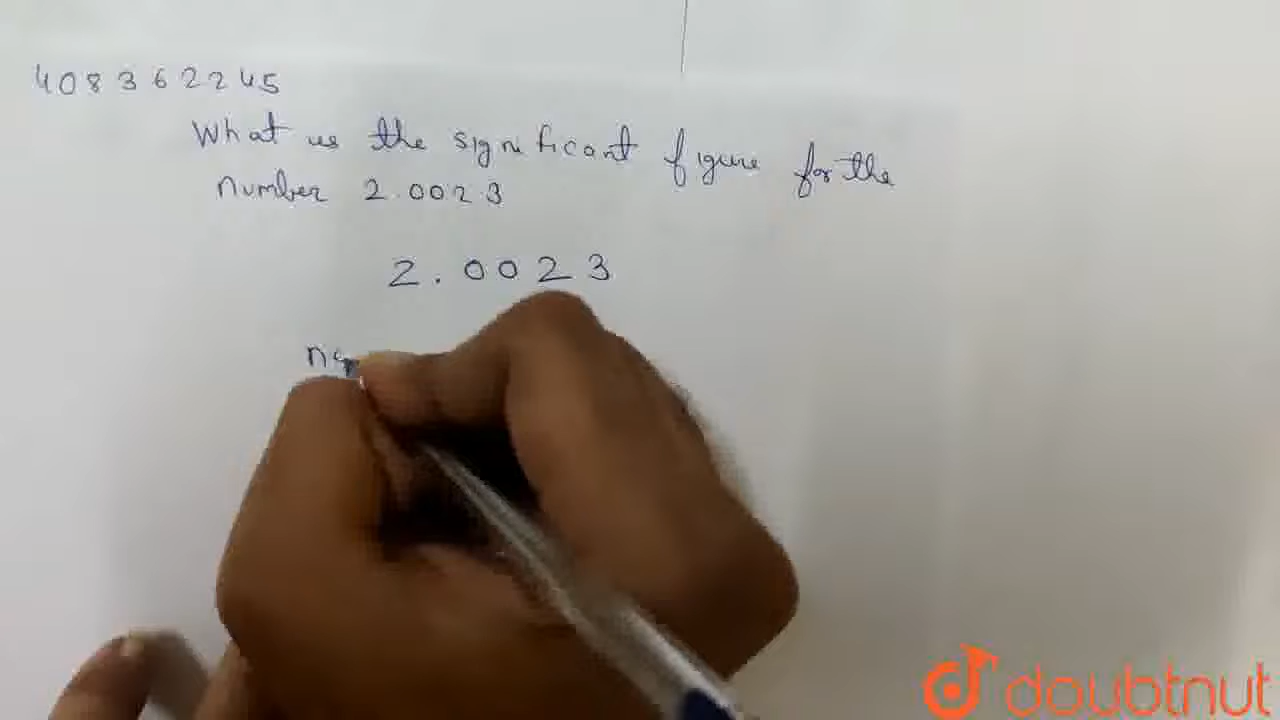 408362245
What is the significant figure for the
number 2.0023
2.0023
doubtnut